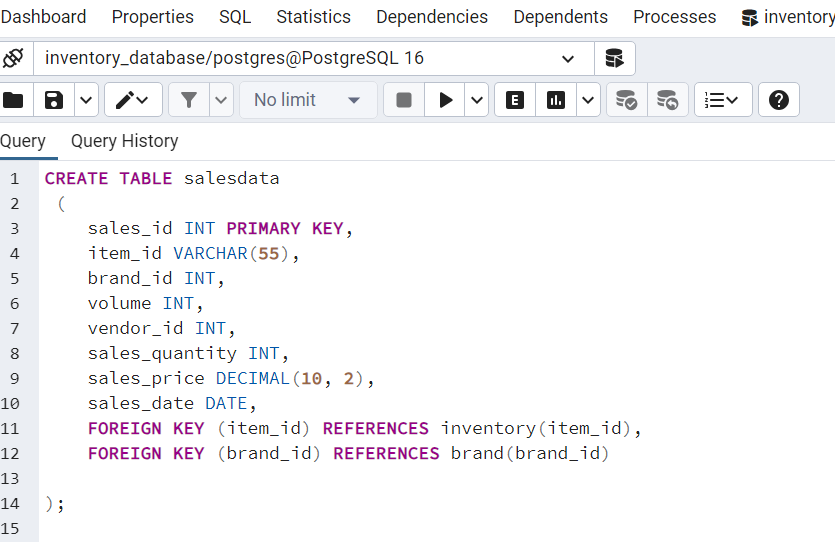 Dashboard Properties SQL Statistics Dependencies Dependents Processes inventory
inventory_database/postgres@PostgreSQL 16
No limit E
Query Query History
1 CREATE TABLE salesdata
2 (
3 sales_id INT PRIMARY KEY,
4 item_id VARCHAR(55),
5 brand_id INT,
6 volume INT,
7 vendor_id INT,
8 sales_quantity INT,
9 sales_price DECIMAL(10, 2),
10 sales_date DATE,
11 FOREIGN KEY (item_id) REFERENCES inventory(item_id),
12 FOREIGN KEY (brand_id) REFERENCES brand(brand_id)
13
14 );
15